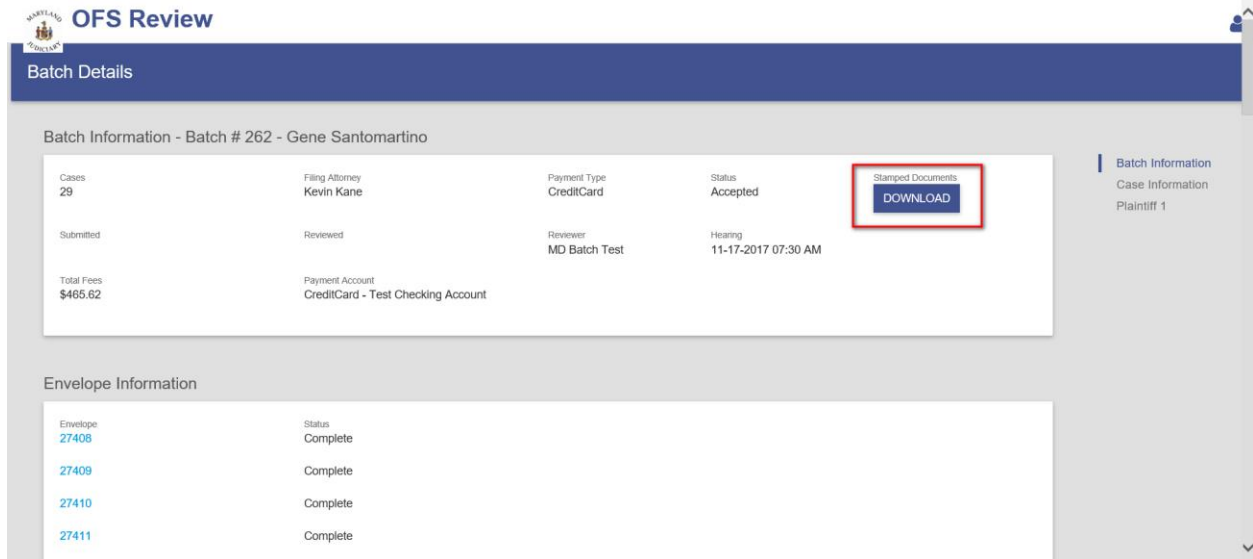 MARYLAND
JUDICIARY
OFS Review
Batch Details
Batch Information - Batch # 262 - Gene Santomartino
Cases
29
Filing Attorney
Kevin Kane
Payment Type
CreditCard
Status
Accepted
Stamped Documents
DOWNLOAD
Submitted
Reviewed
Reviewer
MD Batch Test
Hearing
11-17-2017 07:30 AM
Total Fees
$465.62
Payment Account
CreditCard - Test Checking Account
Batch Information
Case Information
Plaintiff 1
Envelope Information
Envelope Status
27408 Complete
27409 Complete
27410 Complete
27411 Complete